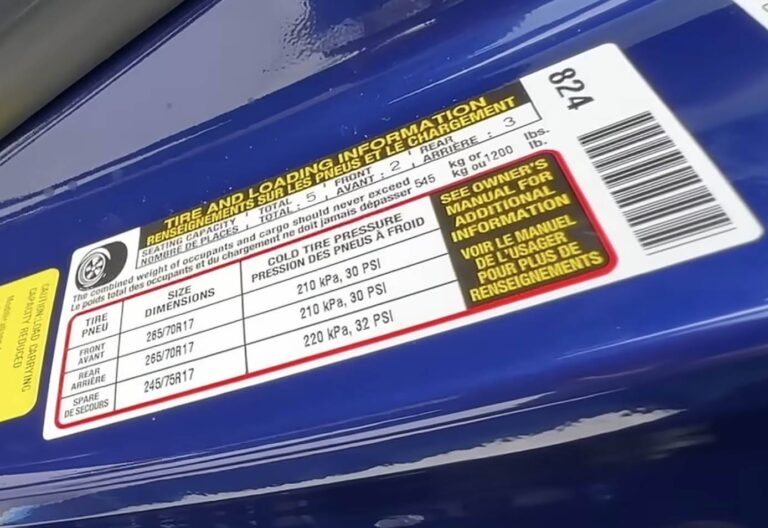 824
TIRE AND LOADING INFORMATION
RENSEIGNEMENTS SUR LES PNEUS ET LE CHARGEMENT
SEATING CAPACITY TOTAL : 5 FRONT : 2 REAR : 3
NOMBRE DE PLACES TOTAL : 5 AVANT : 2 ARRIÈRE : 3
The combined weight of occupants and cargo should never exceed 545 kg or 1200 lbs.
Le poids total des occupants et du chargement ne doit jamais dépasser 545 kg ou 1200 lb.
TIRE PNEU SIZE DIMENSIONS COLD TIRE PRESSURE PRESSION DES PNEUS À FROID
FRONT AVANT 265/70R17 210 kPa, 30 PSI
REAR ARRIÈRE 265/70R17 210 kPa, 30 PSI
SPARE DE SECOURS 245/75R17 220 kPa, 32 PSI
SEE OWNER'S
MANUAL FOR
ADDITIONAL
INFORMATION
VOIR LE MANUEL
DE L'USAGER
POUR PLUS DE
RENSEIGNEMENTS
CAUTION-LOAD CARRYING
CAPACITY REDUCED